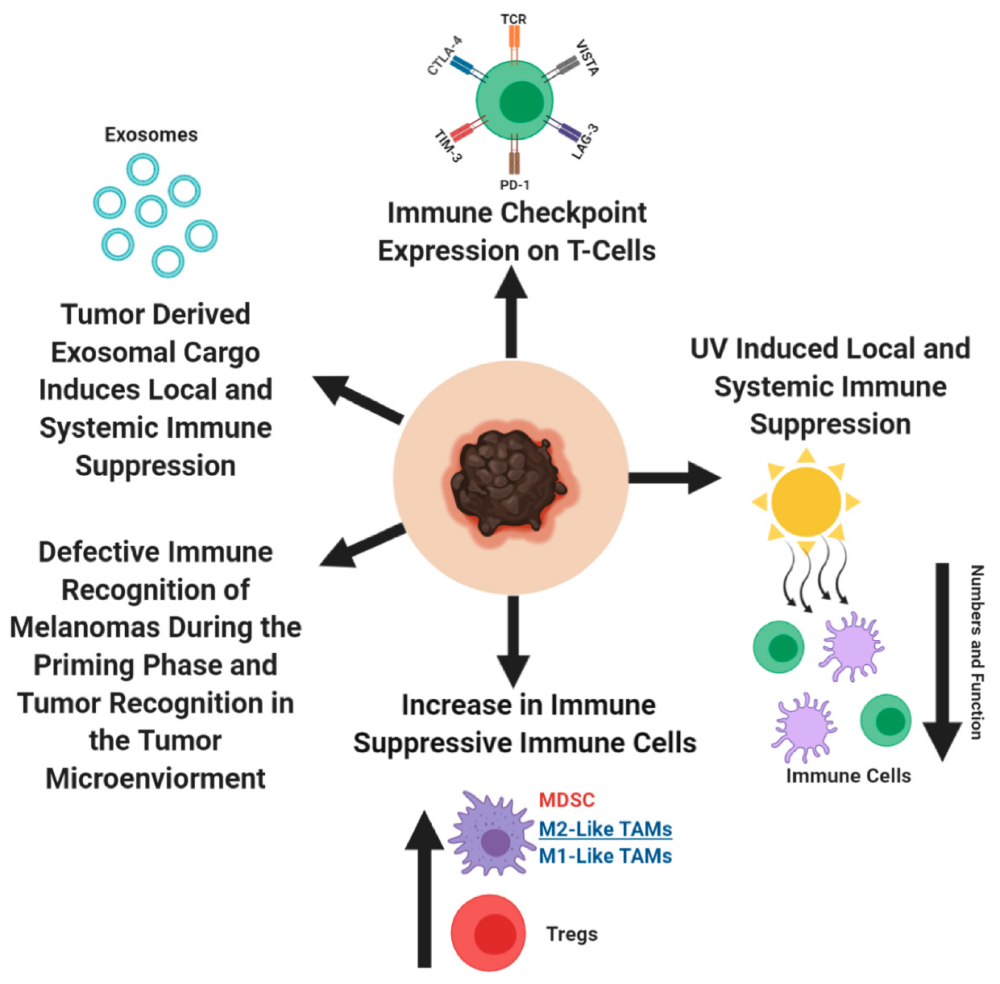 TCR
CTLA-4
VISTA
TIM-3
LAG-3
PD-1
Immune Checkpoint
Expression on T-Cells
Exosomes
Tumor Derived
Exosomal Cargo
Induces Local and
Systemic Immune
Suppression
UV Induced Local and
Systemic Immune
Suppression
Numbers and Function
Immune Cells
Defective Immune
Recognition of
Melanomas During the
Priming Phase and
Tumor Recognition in
the Tumor
Microenviorment
Increase in Immune
Suppressive Immune Cells
MDSC
M2-Like TAMs
M1-Like TAMs
Tregs